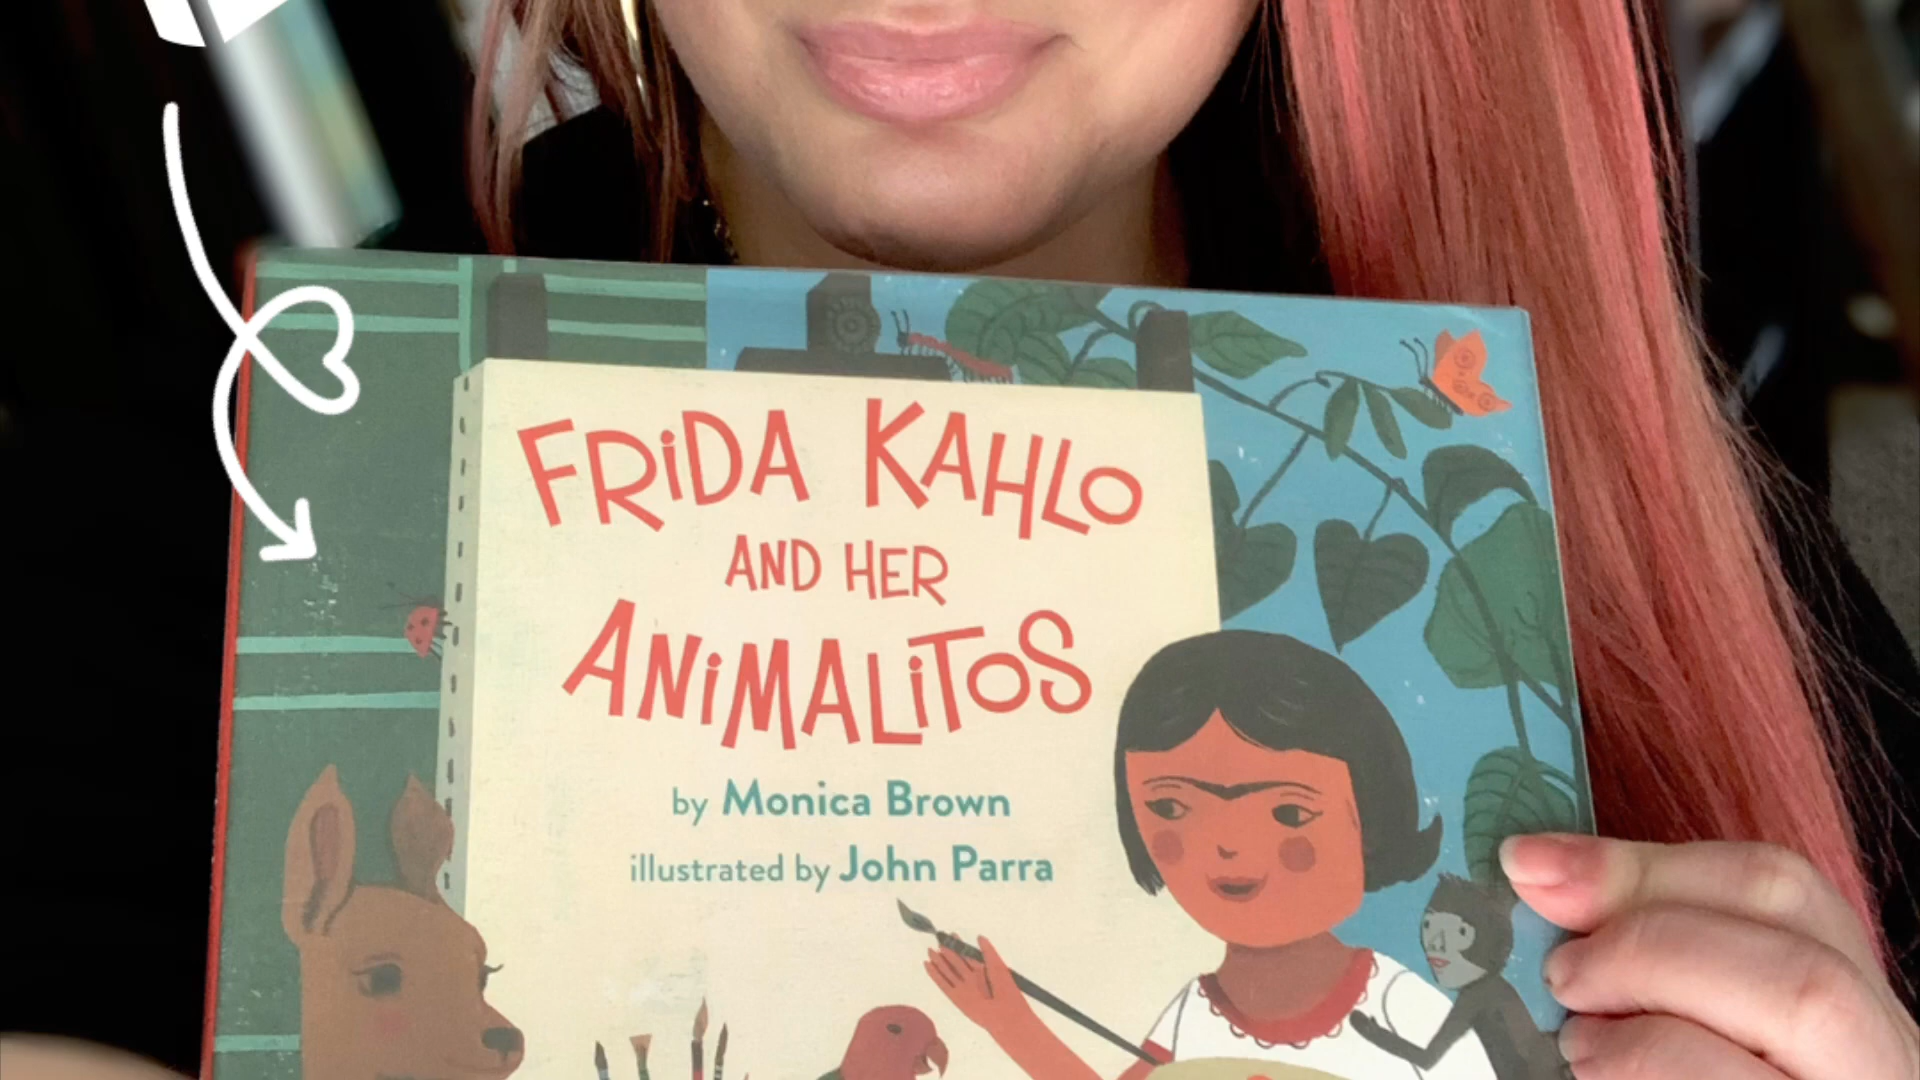 FRiDA KAHLO
AND HER
ANiMALiTOS
by Monica Brown
illustrated by John Parra